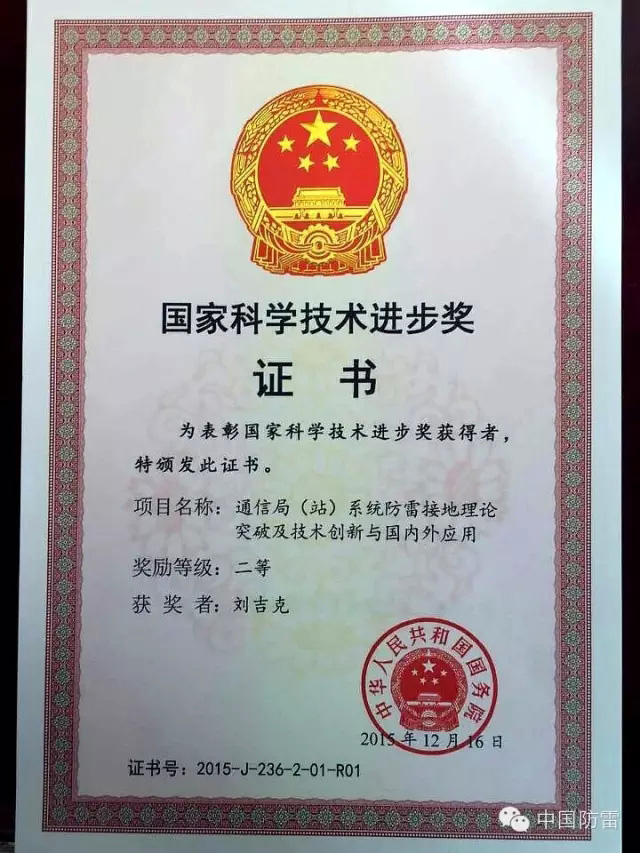 国家科学技术进步奖
证 书
为表彰国家科学技术进步奖获得者，
特颁发此证书。
项目名称：通信局（站）系统防雷接地理论
突破及技术创新与国内外应用
奖励等级：二等
获 奖 者：刘吉克
中华人民共和国国务院
2015年12月16日
证书号：2015-J-236-2-01-R01
中国防雷